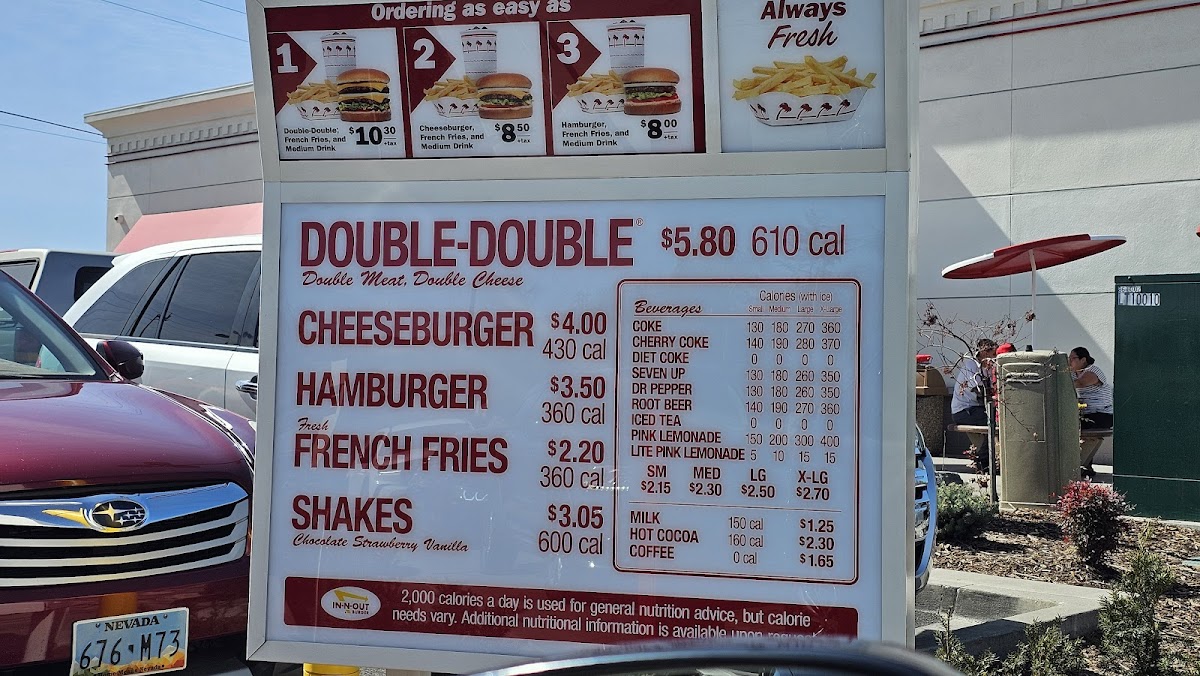 Ordering as easy as
1
2
3
Double-Double,® French Fries, and Medium Drink $10.30 +tax
Cheeseburger, French Fries, and Medium Drink $8.50 +tax
Hamburger, French Fries, and Medium Drink $8.00 +tax
Always
Fresh
DOUBLE-DOUBLE® $5.80 610 cal
Double Meat, Double Cheese
CHEESEBURGER $4.00
430 cal
HAMBURGER $3.50
360 cal
Fresh
FRENCH FRIES $2.20
360 cal
SHAKES $3.05
Chocolate Strawberry Vanilla 600 cal
Calories (with ice)
Beverages Small Medium Large X-Large
COKE 130 180 270 360
CHERRY COKE 140 190 280 370
DIET COKE 0 0 0 0
SEVEN UP 130 180 260 350
DR PEPPER 130 180 260 350
ROOT BEER 140 190 270 360
ICED TEA 0 0 0 0
PINK LEMONADE 150 200 300 400
LITE PINK LEMONADE 5 10 15 15
SM MED LG X-LG
$2.15 $2.30 $2.50 $2.70
MILK 150 cal $1.25
HOT COCOA 160 cal $2.30
COFFEE 0 cal $1.65
IN-N-OUT
BURGER
2,000 calories a day is used for general nutrition advice, but calorie
needs vary. Additional nutritional information is available upon request
NEVADA
676·M73
LT10010